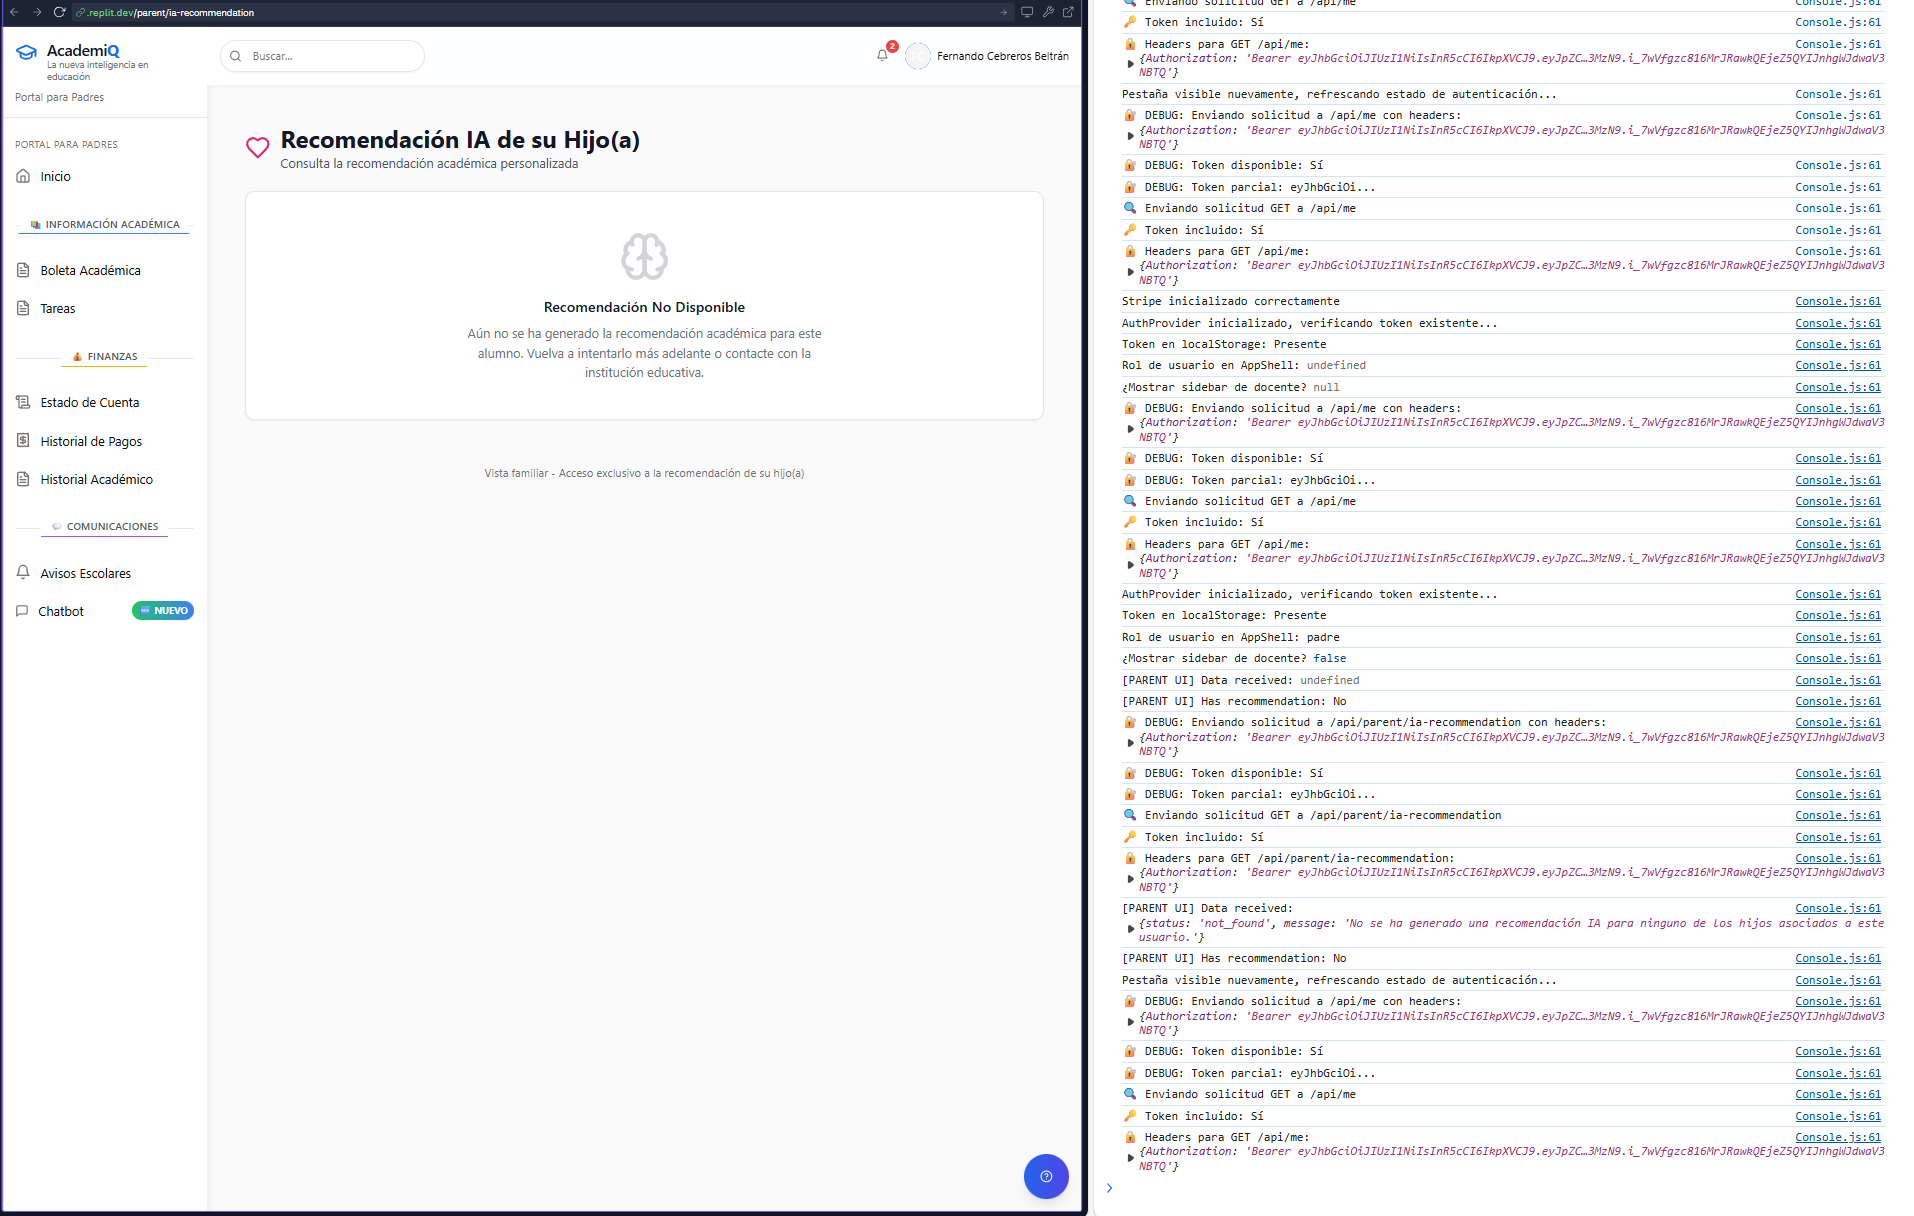 .replit.dev/parent/ia-recommendation
AcademiQ
La nueva inteligencia en
educación
Portal para Padres
PORTAL PARA PADRES
Inicio
INFORMACIÓN ACADÉMICA
Boleta Académica
Tareas
FINANZAS
Estado de Cuenta
Historial de Pagos
Historial Académico
COMUNICACIONES
Avisos Escolares
Chatbot
NUEVO
Buscar...
2
Fernando Cebreros Beltrán
Recomendación IA de su Hijo(a)
Consulta la recomendación académica personalizada
Recomendación No Disponible
Aún no se ha generado la recomendación académica para este
alumno. Vuelva a intentarlo más adelante o contacte con la
institución educativa.
Vista familiar - Acceso exclusivo a la recomendación de su hijo(a)
Enviando solicitud GET a /api/me Console.js:61
Token incluido: Sí Console.js:61
Headers para GET /api/me: Console.js:61
{Authorization: 'Bearer eyJhbGciOiJIUzI1NiIsInR5cCI6IkpXVCJ9.eyJpZC…3MzN9.i_7wVfgzc816MrJRawkQEjeZ5QYIJnhgWJdwaV3
NBTQ'}
Pestaña visible nuevamente, refrescando estado de autenticación... Console.js:61
DEBUG: Enviando solicitud a /api/me con headers: Console.js:61
{Authorization: 'Bearer eyJhbGciOiJIUzI1NiIsInR5cCI6IkpXVCJ9.eyJpZC…3MzN9.i_7wVfgzc816MrJRawkQEjeZ5QYIJnhgWJdwaV3
NBTQ'}
DEBUG: Token disponible: Sí Console.js:61
DEBUG: Token parcial: eyJhbGciOi... Console.js:61
Enviando solicitud GET a /api/me Console.js:61
Token incluido: Sí Console.js:61
Headers para GET /api/me: Console.js:61
{Authorization: 'Bearer eyJhbGciOiJIUzI1NiIsInR5cCI6IkpXVCJ9.eyJpZC…3MzN9.i_7wVfgzc816MrJRawkQEjeZ5QYIJnhgWJdwaV3
NBTQ'}
Stripe inicializado correctamente Console.js:61
AuthProvider inicializado, verificando token existente... Console.js:61
Token en localStorage: Presente Console.js:61
Rol de usuario en AppShell: undefined Console.js:61
¿Mostrar sidebar de docente? null Console.js:61
DEBUG: Enviando solicitud a /api/me con headers: Console.js:61
{Authorization: 'Bearer eyJhbGciOiJIUzI1NiIsInR5cCI6IkpXVCJ9.eyJpZC…3MzN9.i_7wVfgzc816MrJRawkQEjeZ5QYIJnhgWJdwaV3
NBTQ'}
DEBUG: Token disponible: Sí Console.js:61
DEBUG: Token parcial: eyJhbGciOi... Console.js:61
Enviando solicitud GET a /api/me Console.js:61
Token incluido: Sí Console.js:61
Headers para GET /api/me: Console.js:61
{Authorization: 'Bearer eyJhbGciOiJIUzI1NiIsInR5cCI6IkpXVCJ9.eyJpZC…3MzN9.i_7wVfgzc816MrJRawkQEjeZ5QYIJnhgWJdwaV3
NBTQ'}
AuthProvider inicializado, verificando token existente... Console.js:61
Token en localStorage: Presente Console.js:61
Rol de usuario en AppShell: padre Console.js:61
¿Mostrar sidebar de docente? false Console.js:61
[PARENT UI] Data received: undefined Console.js:61
[PARENT UI] Has recommendation: No Console.js:61
DEBUG: Enviando solicitud a /api/parent/ia-recommendation con headers: Console.js:61
{Authorization: 'Bearer eyJhbGciOiJIUzI1NiIsInR5cCI6IkpXVCJ9.eyJpZC…3MzN9.i_7wVfgzc816MrJRawkQEjeZ5QYIJnhgWJdwaV3
NBTQ'}
DEBUG: Token disponible: Sí Console.js:61
DEBUG: Token parcial: eyJhbGciOi... Console.js:61
Enviando solicitud GET a /api/parent/ia-recommendation Console.js:61
Token incluido: Sí Console.js:61
Headers para GET /api/parent/ia-recommendation: Console.js:61
{Authorization: 'Bearer eyJhbGciOiJIUzI1NiIsInR5cCI6IkpXVCJ9.eyJpZC…3MzN9.i_7wVfgzc816MrJRawkQEjeZ5QYIJnhgWJdwaV3
NBTQ'}
[PARENT UI] Data received: Console.js:61
{status: 'not_found', message: 'No se ha generado una recomendación IA para ninguno de los hijos asociados a este
usuario.'}
[PARENT UI] Has recommendation: No Console.js:61
Pestaña visible nuevamente, refrescando estado de autenticación... Console.js:61
DEBUG: Enviando solicitud a /api/me con headers: Console.js:61
{Authorization: 'Bearer eyJhbGciOiJIUzI1NiIsInR5cCI6IkpXVCJ9.eyJpZC…3MzN9.i_7wVfgzc816MrJRawkQEjeZ5QYIJnhgWJdwaV3
NBTQ'}
DEBUG: Token disponible: Sí Console.js:61
DEBUG: Token parcial: eyJhbGciOi... Console.js:61
Enviando solicitud GET a /api/me Console.js:61
Token incluido: Sí Console.js:61
Headers para GET /api/me: Console.js:61
{Authorization: 'Bearer eyJhbGciOiJIUzI1NiIsInR5cCI6IkpXVCJ9.eyJpZC…3MzN9.i_7wVfgzc816MrJRawkQEjeZ5QYIJnhgWJdwaV3
NBTQ'}